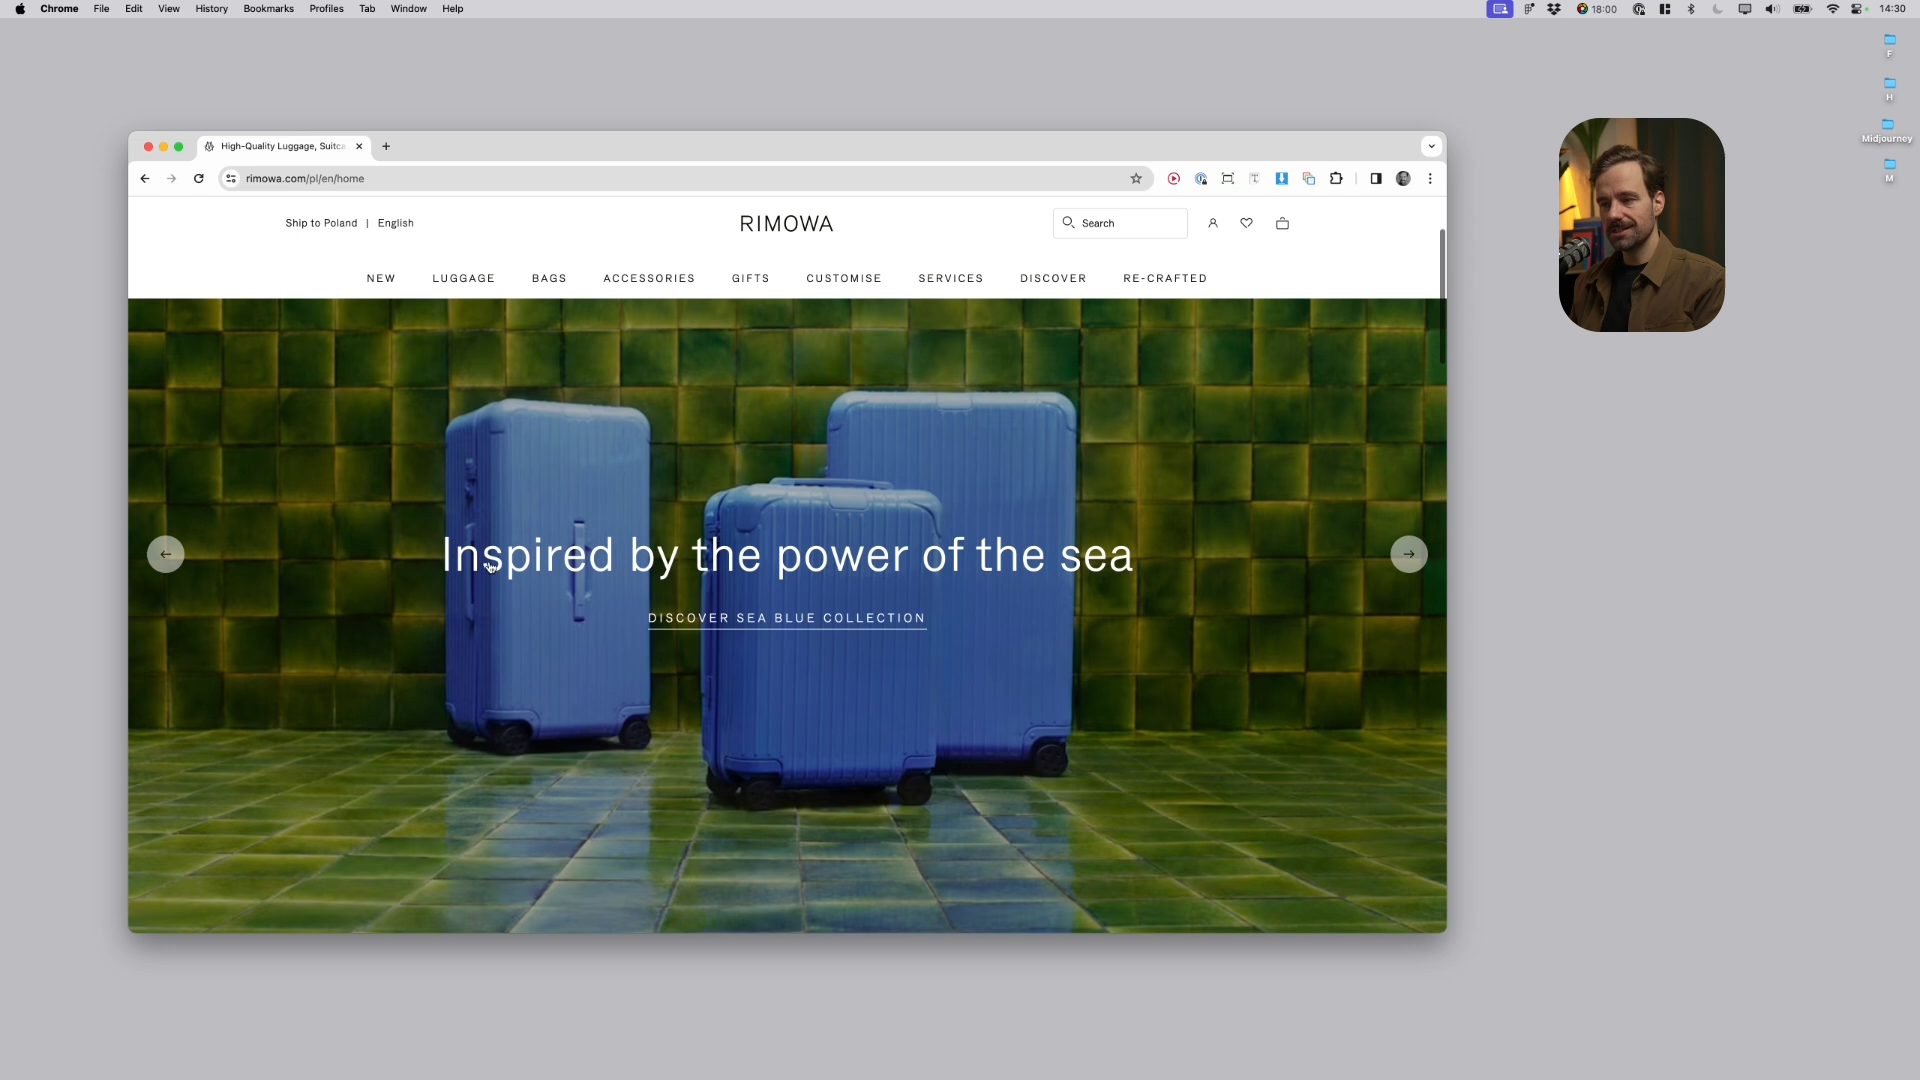 Chrome File Edit View History Bookmarks Profiles Tab Window Help 18:00 14:30
F
H
Midjourney
M
High-Quality Luggage, Suitca
rimowa.com/pl/en/home
Ship to Poland | English
RIMOWA
Search
NEW LUGGAGE BAGS ACCESSORIES GIFTS CUSTOMISE SERVICES DISCOVER RE-CRAFTED
Inspired by the power of the sea
DISCOVER SEA BLUE COLLECTION